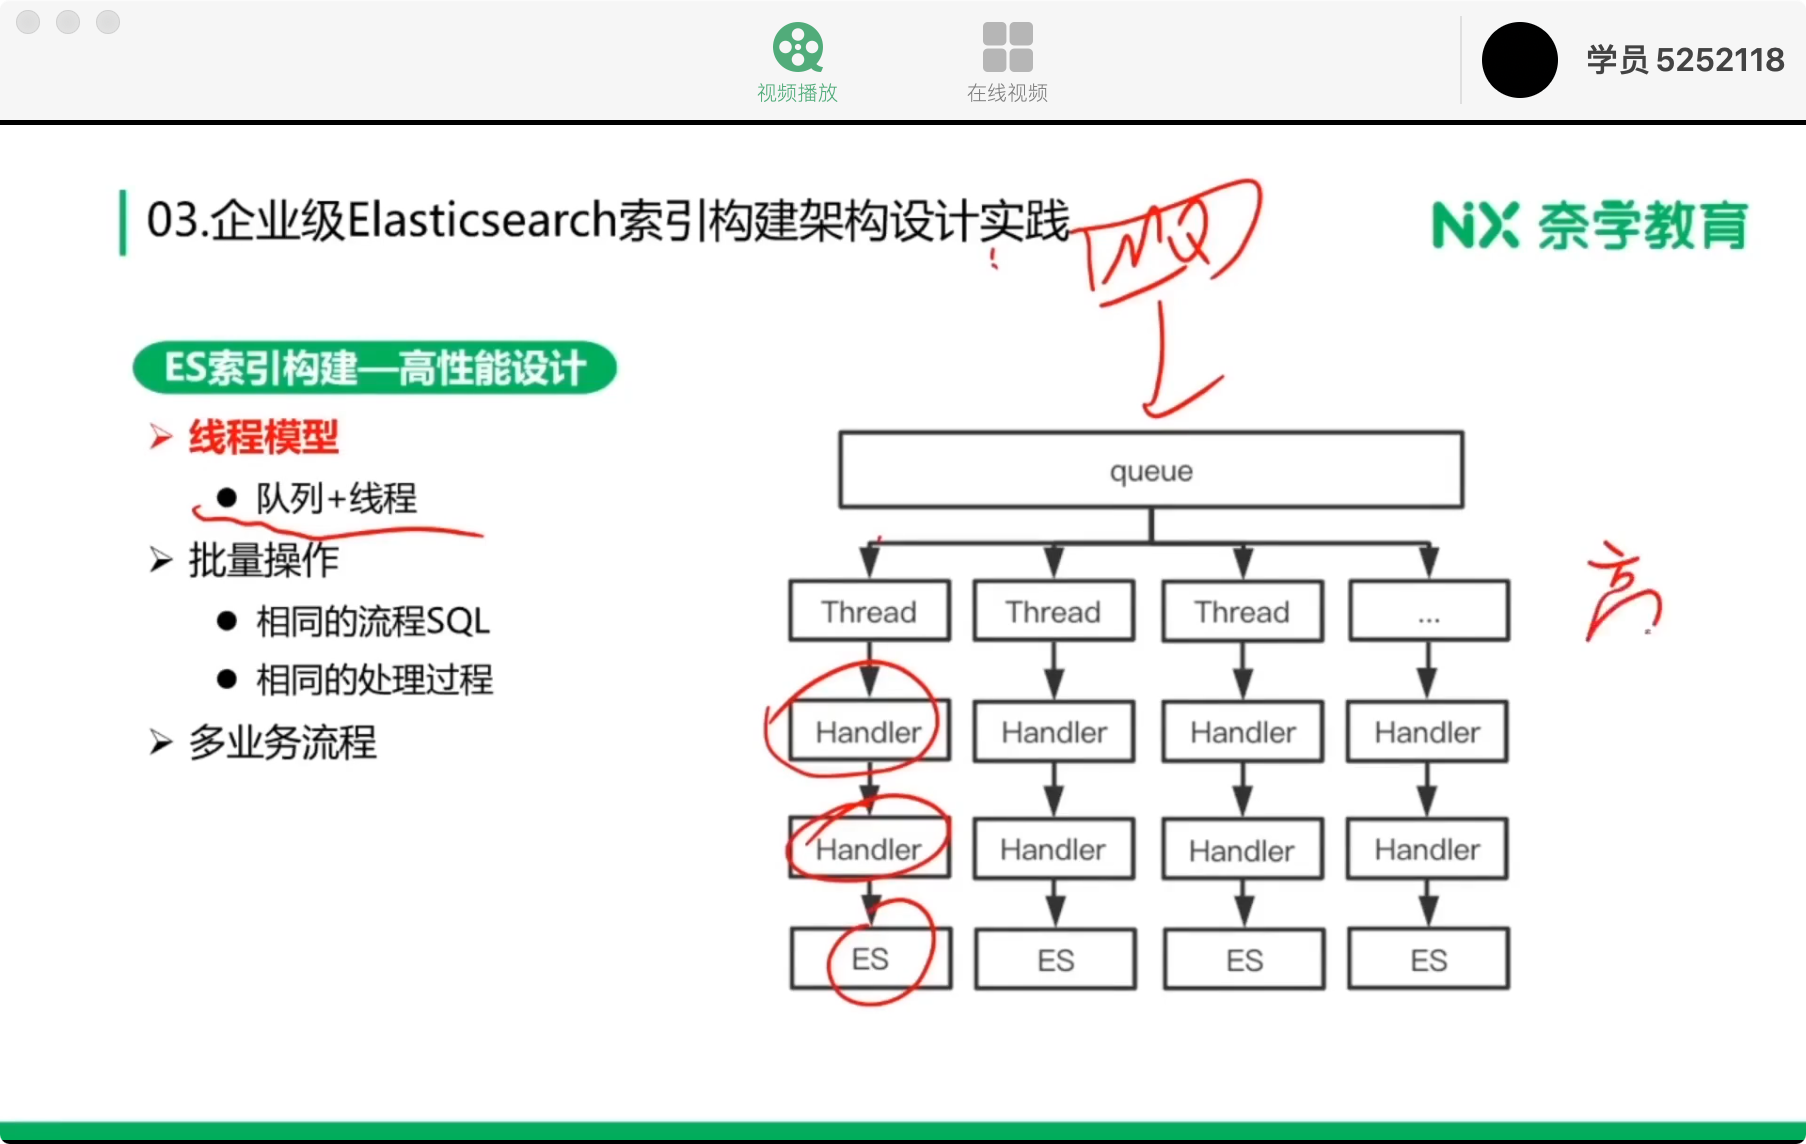 视频播放
在线视频
学员 5252118
03.企业级Elasticsearch索引构建架构设计实践
MQ
NX 奈学教育
ES索引构建—高性能设计
线程模型
队列+线程
批量操作
相同的流程SQL
相同的处理过程
多业务流程
queue
Thread Thread Thread ...
Handler Handler Handler Handler
Handler Handler Handler Handler
ES ES ES ES
高